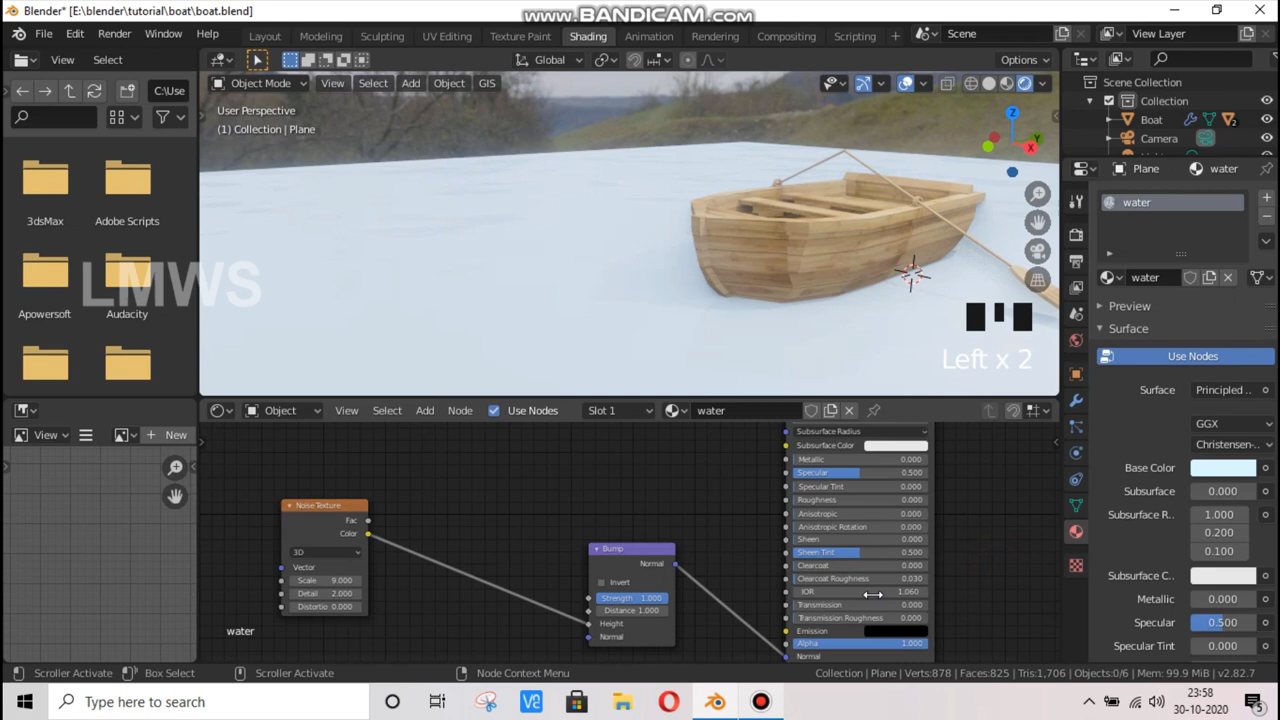 Blender* [E:\blender\tutorial\boat\boat.blend]
www.BANDICAM.com
File Edit Render Window Help
Layout Modeling Sculpting UV Editing Texture Paint Shading Animation Rendering Compositing Scripting +
Scene
View Layer
View Select
Global
Options
C:\Use
Object Mode View Select Add Object GIS
User Perspective
(1) Collection | Plane
Z
Y
X
Scene Collection
Collection
Boat
2
Camera
Plane water
water
3dsMax Adobe Scripts
LMWS
Apowersoft Audacity
Left x 2
water
Preview
Surface
Use Nodes
Surface Principled ..
GGX
Christensen-..
Base Color
Subsurface 0.000
Subsurface R.. 1.000
0.200
0.100
Subsurface C..
Metallic 0.000
Specular 0.500
Specular Tint 0.000
View + New
Object View Select Add Node Use Nodes Slot 1 water
Subsurface Radius
Subsurface Color
Metallic 0.000
Specular 0.500
Specular Tint 0.000
Roughness 0.000
Anisotropic 0.000
Anisotropic Rotation 0.000
Sheen 0.000
Sheen Tint 0.500
Clearcoat 0.000
Clearcoat Roughness 0.030
IOR 1.060
Transmission 0.000
Transmission Roughness 0.000
Emission
Alpha 1.000
Normal
Noise Texture
Fac
Color
3D
Vector
Scale 9.000
Detail 2.000
Distortio 0.000
Bump
Normal
Invert
Strength 1.000
Distance 1.000
Height
Normal
water
Scroller Activate Box Select Scroller Activate Node Context Menu
Collection | Plane | Verts:878 | Faces:825 | Tris:1,706 | Objects:0/6 | Mem: 99.9 MiB | v2.82.7
Type here to search
23:58
30-10-2020
5